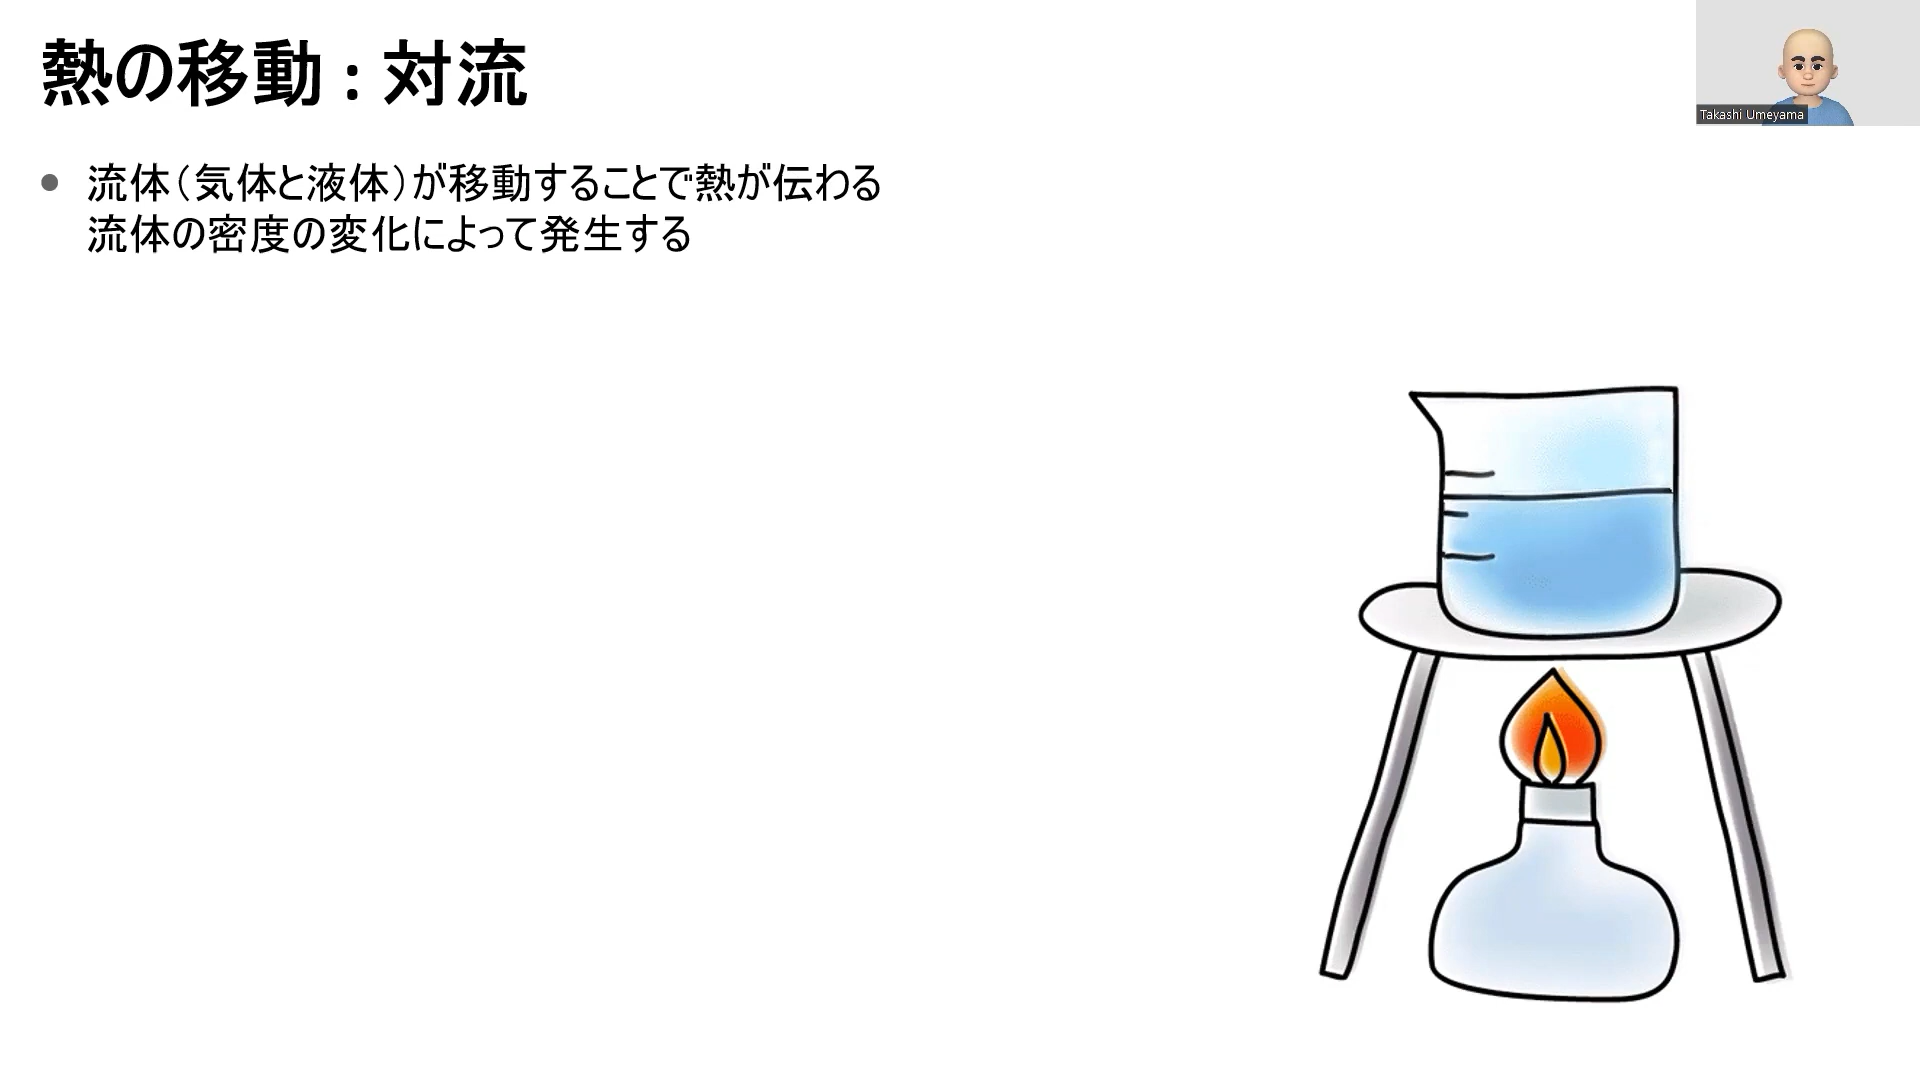 熱の移動 : 対流
Takashi Umeyama
流体（気体と液体）が移動することで熱が伝わる
流体の密度の変化によって発生する